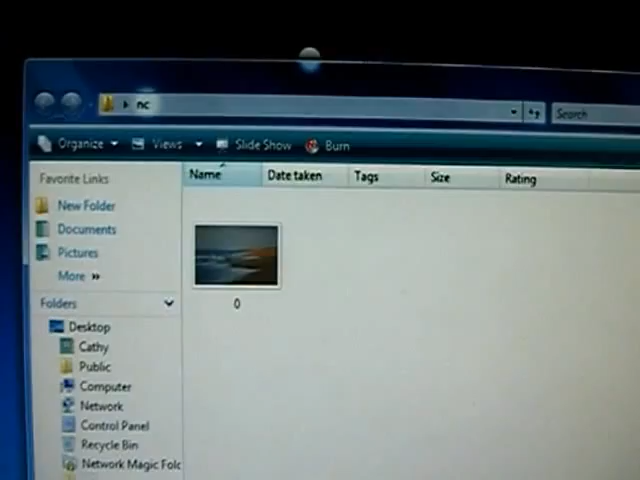 nc
Search
Organize Views Slide Show Burn
Favorite Links
Name Date taken Tags Size Rating
New Folder
Documents
Pictures
More »
0
Folders
Desktop
Cathy
Public
Computer
Network
Control Panel
Recycle Bin
Network Magic Folc